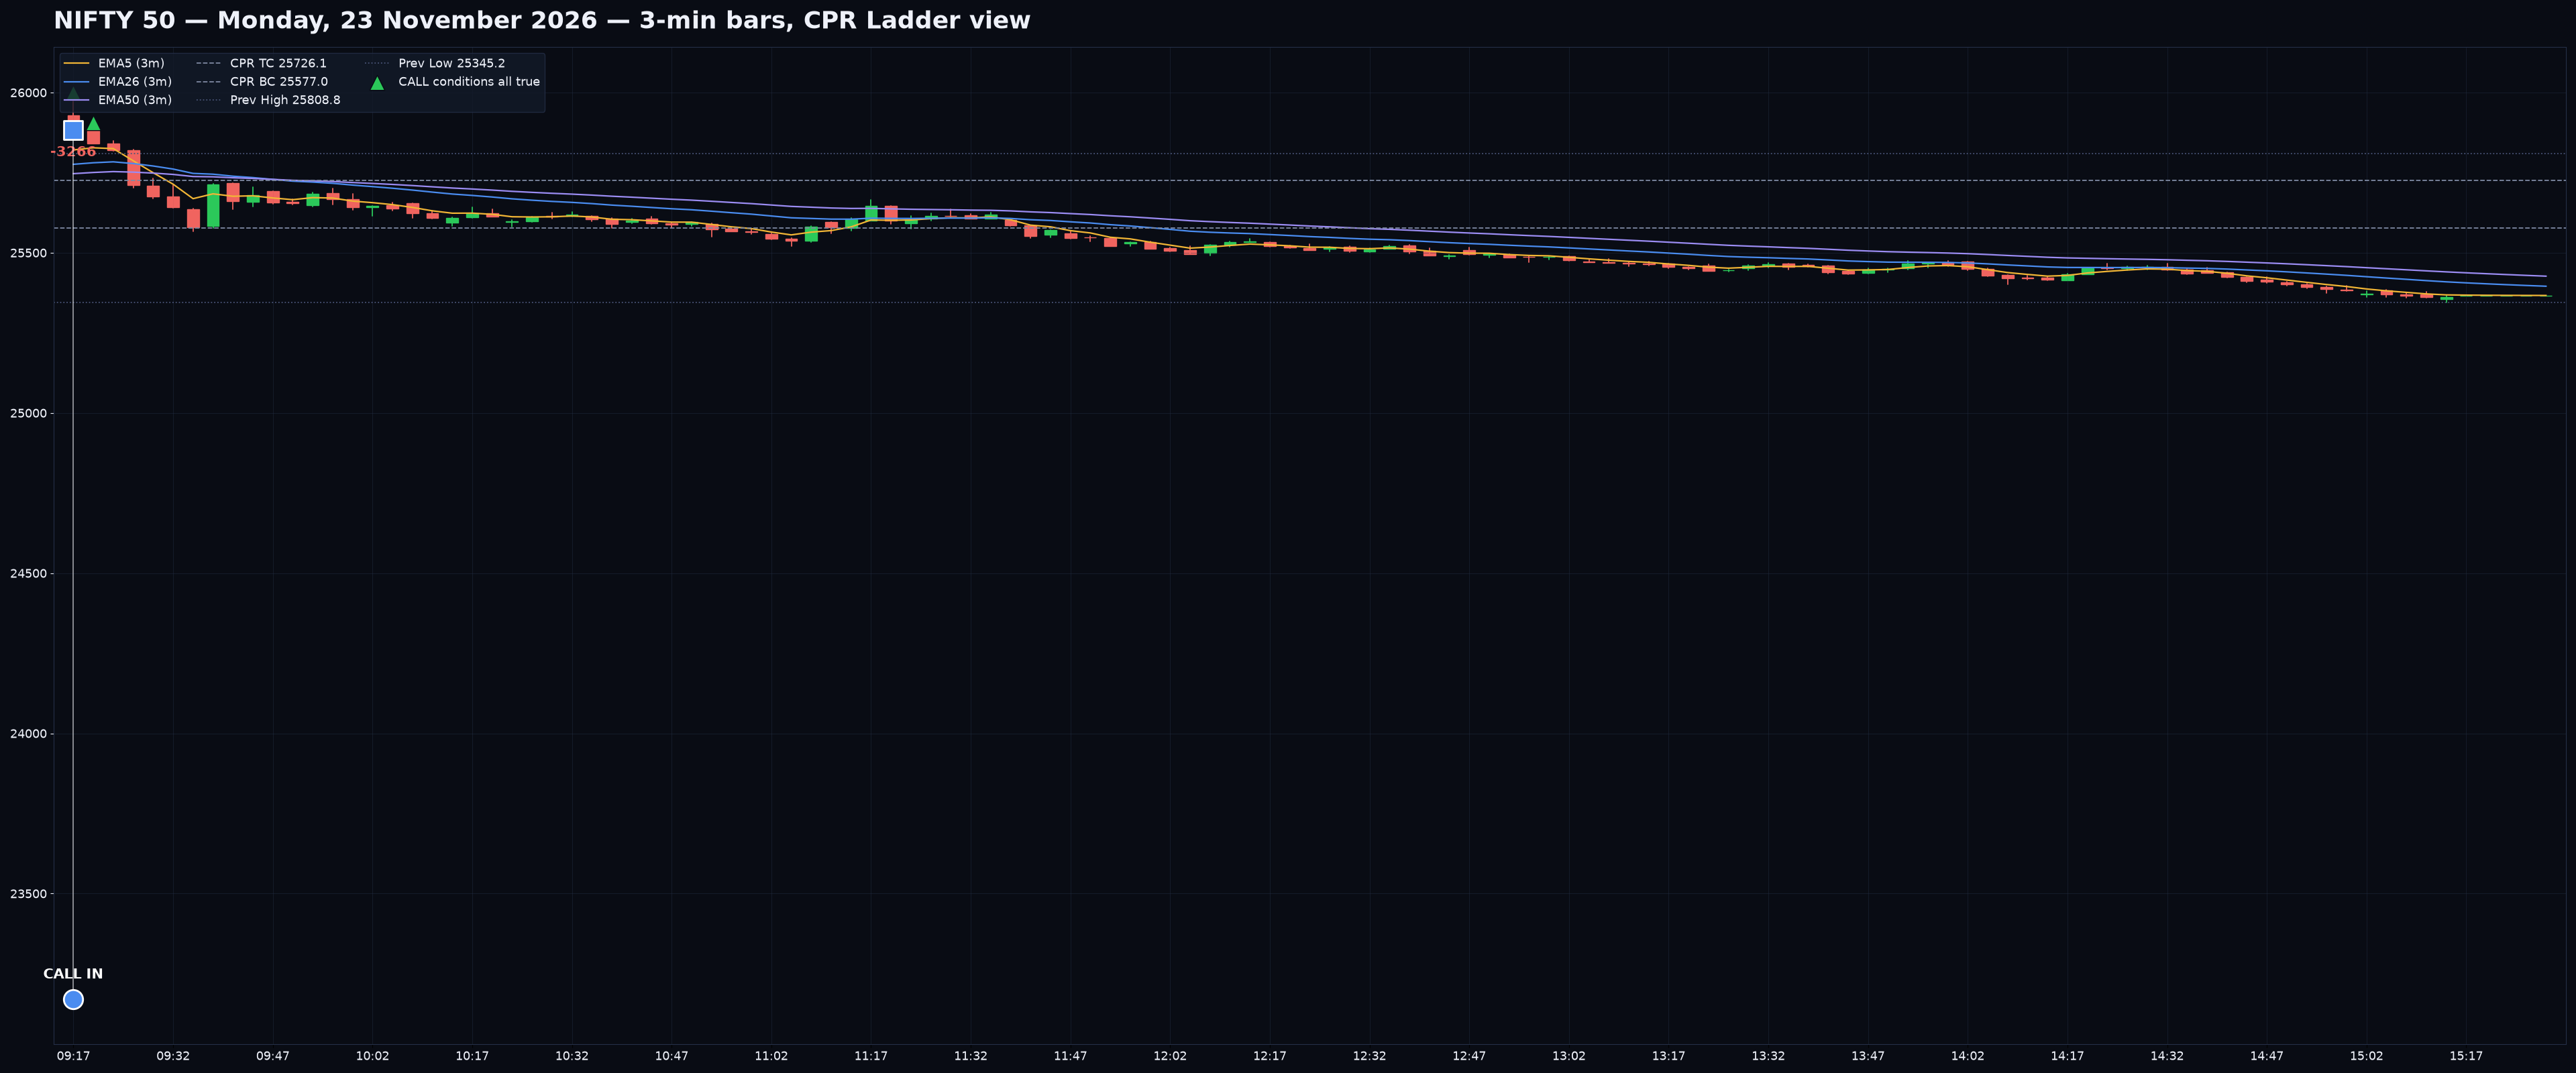 NIFTY 50 — Monday, 23 November 2026 — 3-min bars, CPR Ladder view
EMA5 (3m)
EMA26 (3m)
EMA50 (3m)
CPR TC 25726.1
CPR BC 25577.0
Prev High 25808.8
Prev Low 25345.2
CALL conditions all true
26000
25500
25000
24500
24000
23500
-3266
CALL IN
09:17 09:32 09:47 10:02 10:17 10:32 10:47 11:02 11:17 11:32 11:47 12:02 12:17 12:32 12:47 13:02 13:17 13:32 13:47 14:02 14:17 14:32 14:47 15:02 15:17